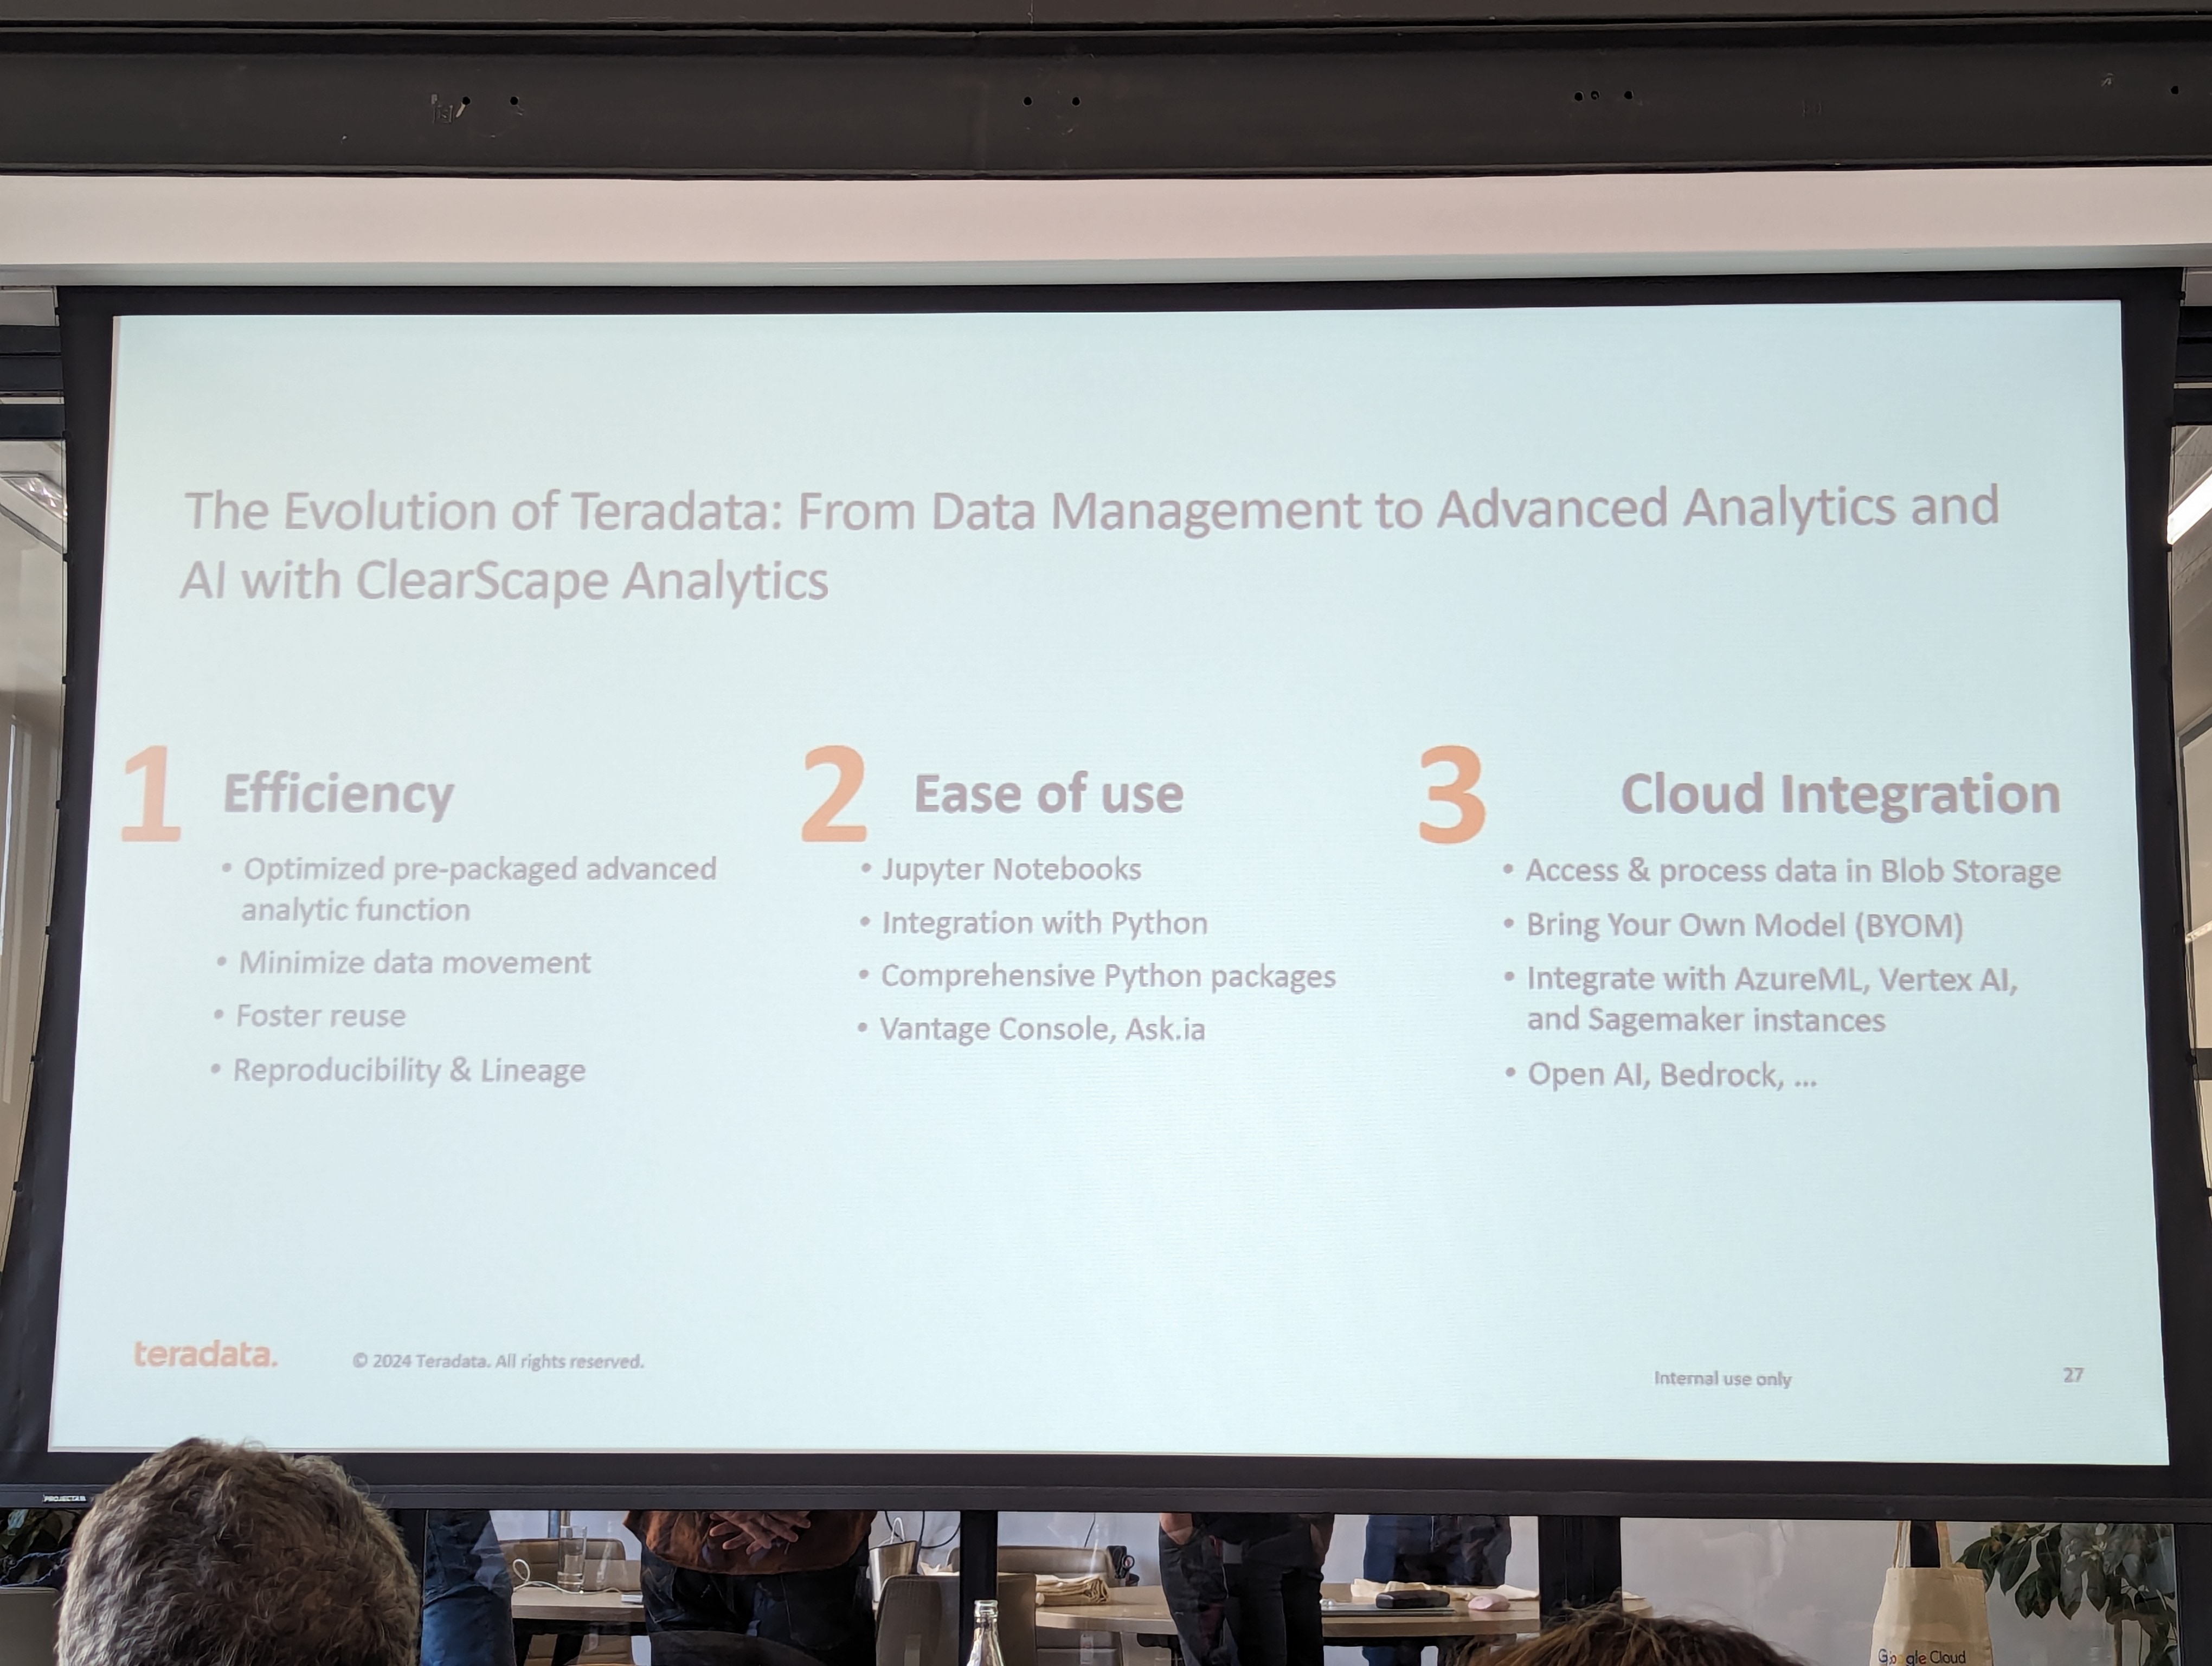 The Evolution of Teradata: From Data Management to Advanced Analytics and
AI with ClearScape Analytics
1
Efficiency
• Optimized pre-packaged advanced
analytic function
• Minimize data movement
• Foster reuse
• Reproducibility & Lineage
2
Ease of use
• Jupyter Notebooks
• Integration with Python
• Comprehensive Python packages
• Vantage Console, Ask.ia
3
Cloud Integration
• Access & process data in Blob Storage
• Bring Your Own Model (BYOM)
• Integrate with AzureML, Vertex AI,
and Sagemaker instances
• Open AI, Bedrock, ...
teradata.
© 2024 Teradata. All rights reserved.
Internal use only
27
PROJECTA
Google Cloud